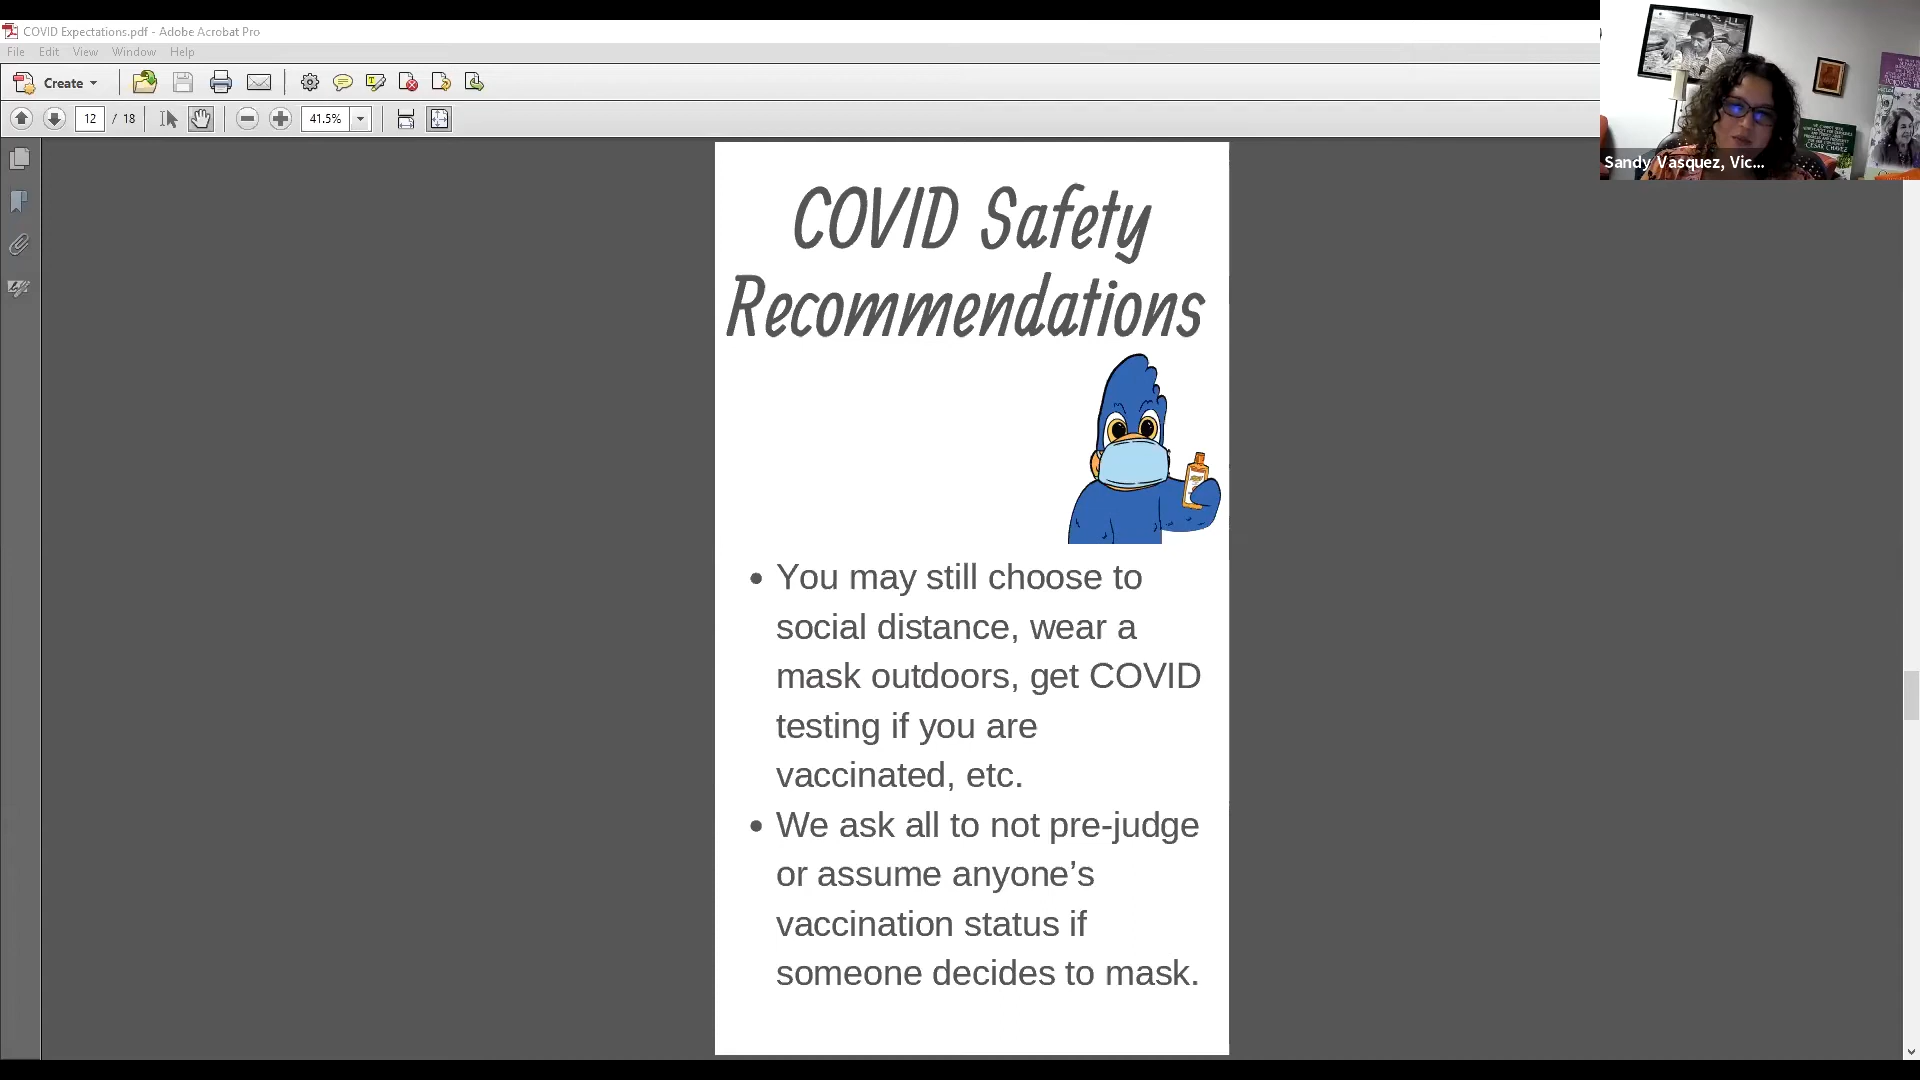 COVID Expectations.pdf - Adobe Acrobat Pro
File Edit View Window Help
Create
12 / 18
41.5%
COVID Safety
Recommendations
You may still choose to
social distance, wear a
mask outdoors, get COVID
testing if you are
vaccinated, etc.
We ask all to not pre-judge
or assume anyone’s
vaccination status if
someone decides to mask.
CESAR CHAVEZ
Sandy Vasquez, Vic...